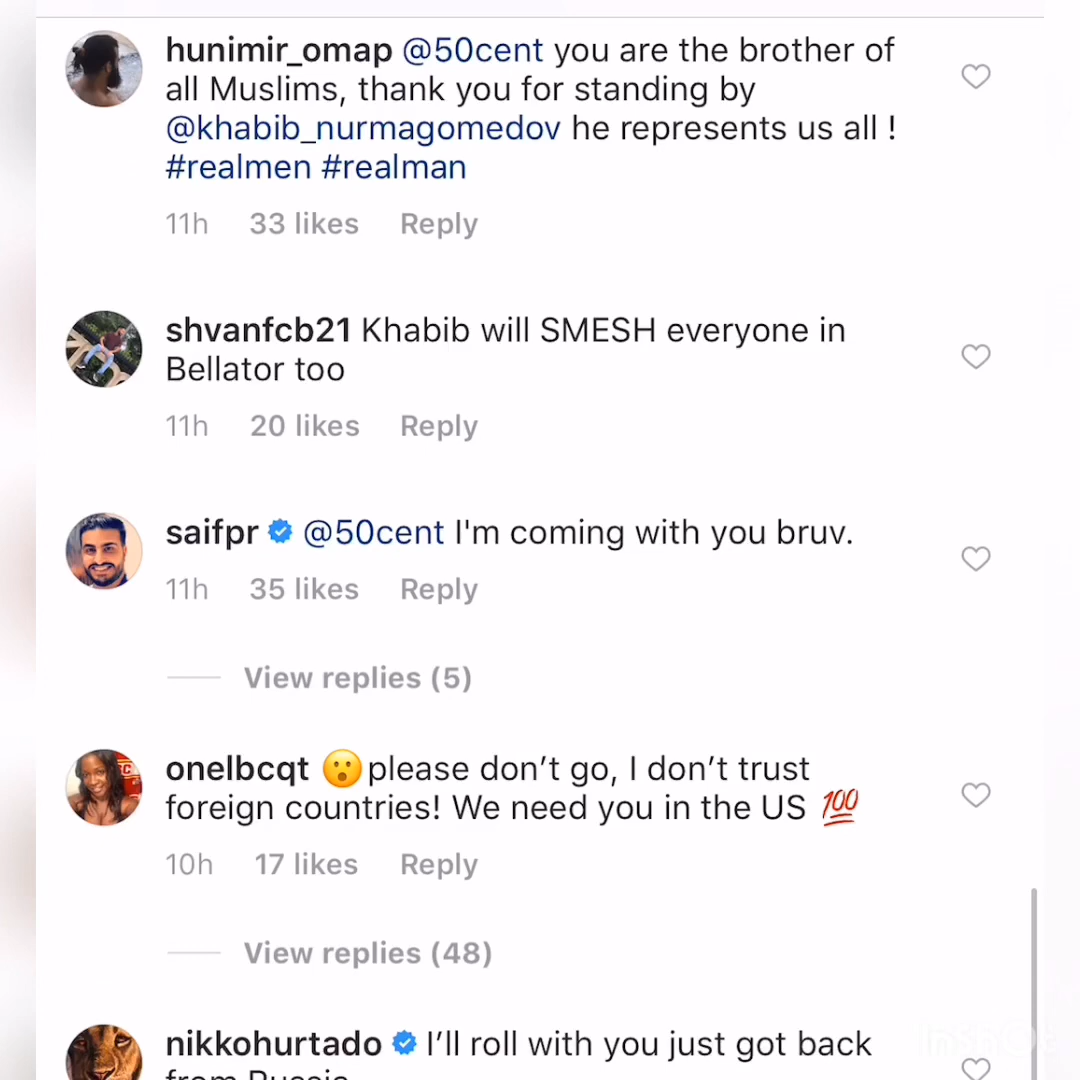 hunimir_omap @50cent you are the brother of
all Muslims, thank you for standing by
@khabib_nurmagomedov he represents us all !
#realmen #realman
11h 33 likes Reply
shvanfcb21 Khabib will SMESH everyone in
Bellator too
11h 20 likes Reply
saifpr @50cent I'm coming with you bruv.
11h 35 likes Reply
View replies (5)
onelbcqt 😮please don’t go, I don’t trust
foreign countries! We need you in the US 💯
10h 17 likes Reply
View replies (48)
nikkohurtado I’ll roll with you just got back
from Russia